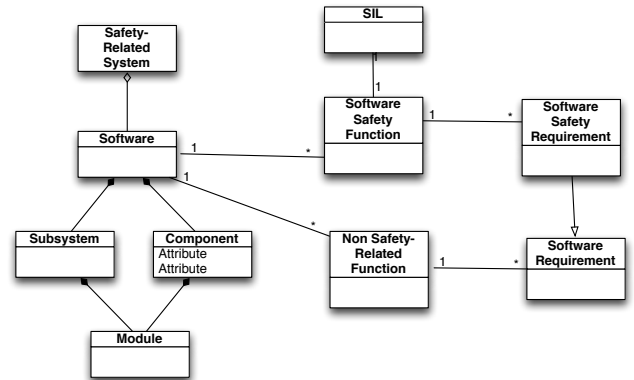 SIL
Safety-
Related
System
1
1
Software
Safety
Function
1
*
Software
Safety
Requirement
Software
1
*
1
*
Subsystem
Component
Attribute
Attribute
Non Safety-
Related
Function
1
*
Software
Requirement
Module